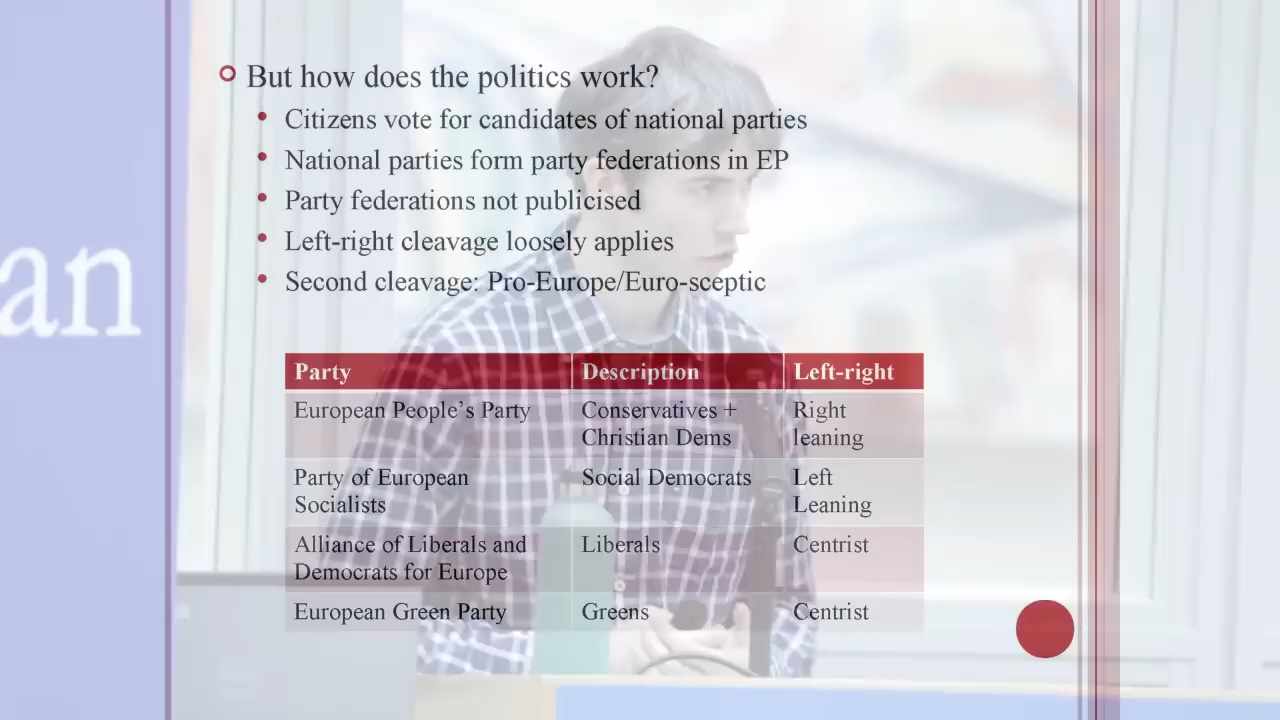 But how does the politics work?
Citizens vote for candidates of national parties
National parties form party federations in EP
Party federations not publicised
Left-right cleavage loosely applies
Second cleavage: Pro-Europe/Euro-sceptic
an
Party Description Left-right
European People's Party Conservatives + Right
Christian Dems leaning
Party of European Social Democrats Left
Socialists Leaning
Alliance of Liberals and Liberals Centrist
Democrats for Europe
European Green Party Greens Centrist